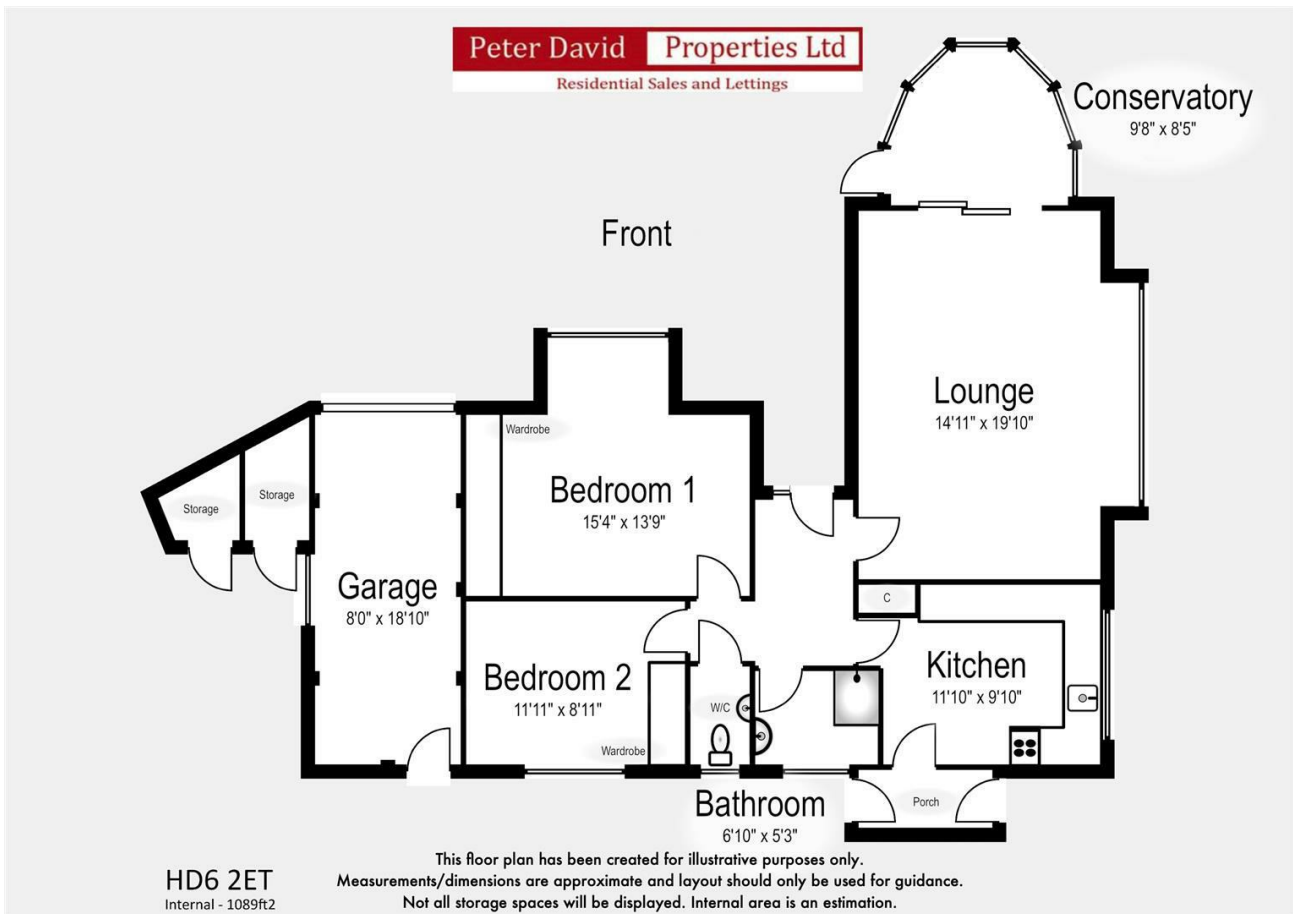 Peter David Properties Ltd
Residential Sales and Lettings
Conservatory
9'8" x 8'5"
Front
Lounge
14'11" x 19'10"
Wardrobe
Bedroom 1
15'4" x 13'9"
Storage
Storage
Garage
8'0" x 18'10"
C
Kitchen
11'10" x 9'10"
Bedroom 2
11'11" x 8'11"
W/C
Wardrobe
Bathroom
6'10" x 5'3"
Porch
HD6 2ET
Internal - 1089ft2
This floor plan has been created for illustrative purposes only.
Measurements/dimensions are approximate and layout should only be used for guidance.
Not all storage spaces will be displayed. Internal area is an estimation.